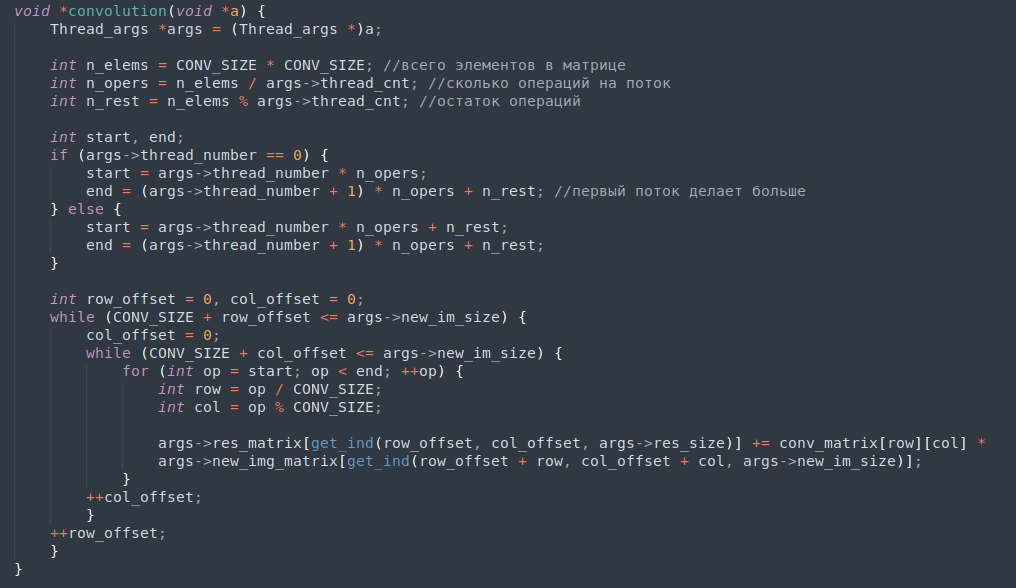 void *convolution(void *a) {
    Thread_args *args = (Thread_args *)a;

    int n_elems = CONV_SIZE * CONV_SIZE; //всего элементов в матрице
    int n_opers = n_elems / args->thread_cnt; //сколько операций на поток
    int n_rest = n_elems % args->thread_cnt; //остаток операций

    int start, end;
    if (args->thread_number == 0) {
        start = args->thread_number * n_opers;
        end = (args->thread_number + 1) * n_opers + n_rest; //первый поток делает больше
    } else {
        start = args->thread_number * n_opers + n_rest;
        end = (args->thread_number + 1) * n_opers + n_rest;
    }

    int row_offset = 0, col_offset = 0;
    while (CONV_SIZE + row_offset <= args->new_im_size) {
        col_offset = 0;
        while (CONV_SIZE + col_offset <= args->new_im_size) {
            for (int op = start; op < end; ++op) {
                int row = op / CONV_SIZE;
                int col = op % CONV_SIZE;

                args->res_matrix[get_ind(row_offset, col_offset, args->res_size)] += conv_matrix[row][col] *
                args->new_img_matrix[get_ind(row_offset + row, col_offset + col, args->new_im_size)];
            }
        ++col_offset;
        }
    ++row_offset;
    }
}